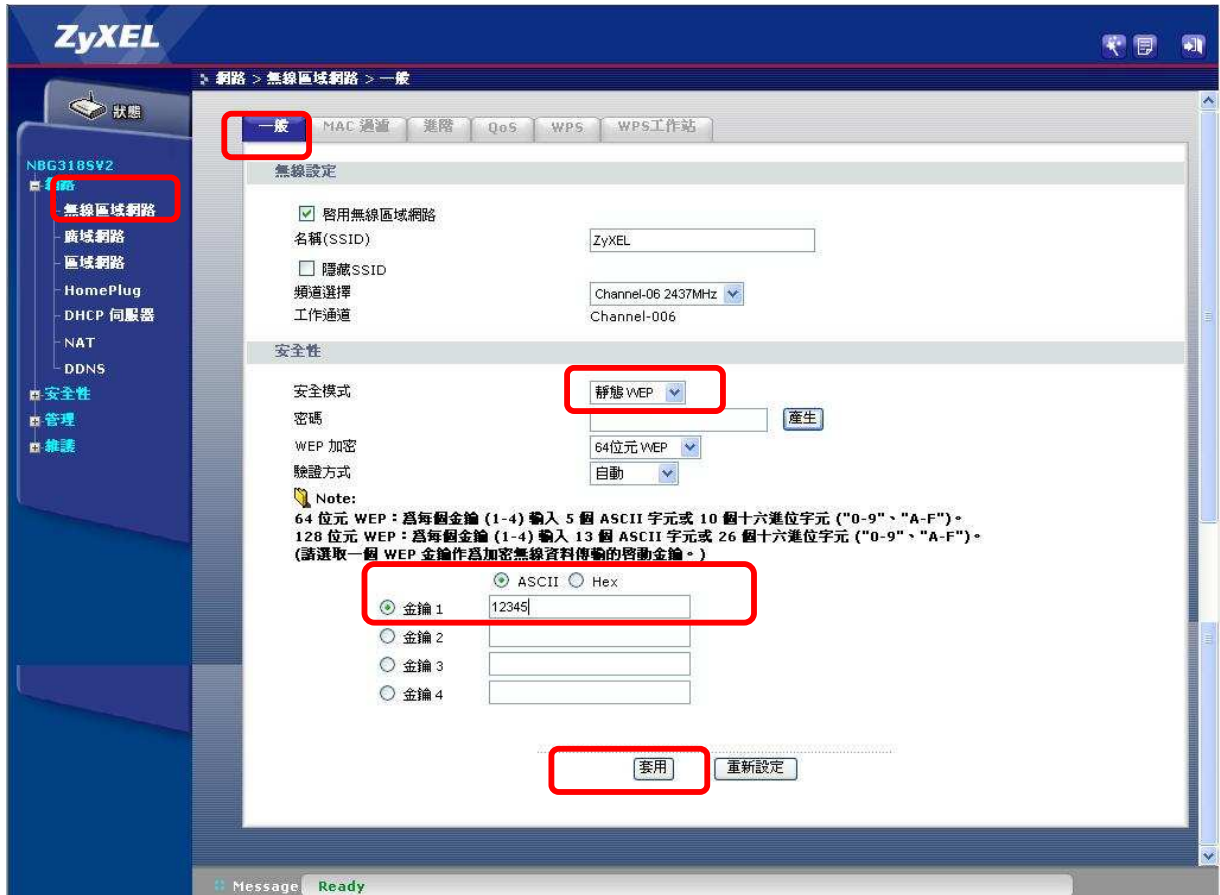 ZyXEL
網路 > 無線區域網路 > 一般
狀態
NBG318SV2
網路
無線區域網路
廣域網路
區域網路
HomePlug
DHCP 伺服器
NAT
DDNS
安全性
管理
維護
一般 MAC 過濾 進階 QoS WPS WPS工作站
無線設定
啓用無線區域網路
名稱(SSID) ZyXEL
隱藏SSID
頻道選擇 Channel-06 2437MHz
工作通道 Channel-006
安全性
安全模式 靜態 WEP
密碼 產生
WEP 加密 64位元 WEP
驗證方式 自動
Note:
64 位元 WEP：爲每個金鑰 (1-4) 輸入 5 個 ASCII 字元或 10 個十六進位字元 ("0-9"、"A-F")。
128 位元 WEP：爲每個金鑰 (1-4) 輸入 13 個 ASCII 字元或 26 個十六進位字元 ("0-9"、"A-F")。
(請選取一個 WEP 金鑰作爲加密無線資料傳輸的啓動金鑰。)
ASCII Hex
金鑰 1 12345
金鑰 2
金鑰 3
金鑰 4
套用 重新設定
Message Ready